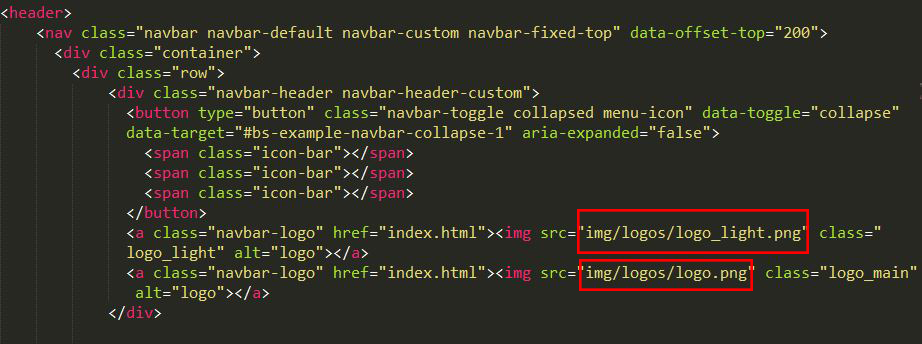 <header>
<nav class="navbar navbar-default navbar-custom navbar-fixed-top" data-offset-top="200">
<div class="container">
<div class="row">
<div class="navbar-header navbar-header-custom">
<button type="button" class="navbar-toggle collapsed menu-icon" data-toggle="collapse"
data-target="#bs-example-navbar-collapse-1" aria-expanded="false">
<span class="icon-bar"></span>
<span class="icon-bar"></span>
<span class="icon-bar"></span>
</button>
<a class="navbar-logo" href="index.html"><img src="img/logos/logo_light.png" class="
logo_light" alt="logo"></a>
<a class="navbar-logo" href="index.html"><img src="img/logos/logo.png" class="logo_main"
alt="logo"></a>
</div>